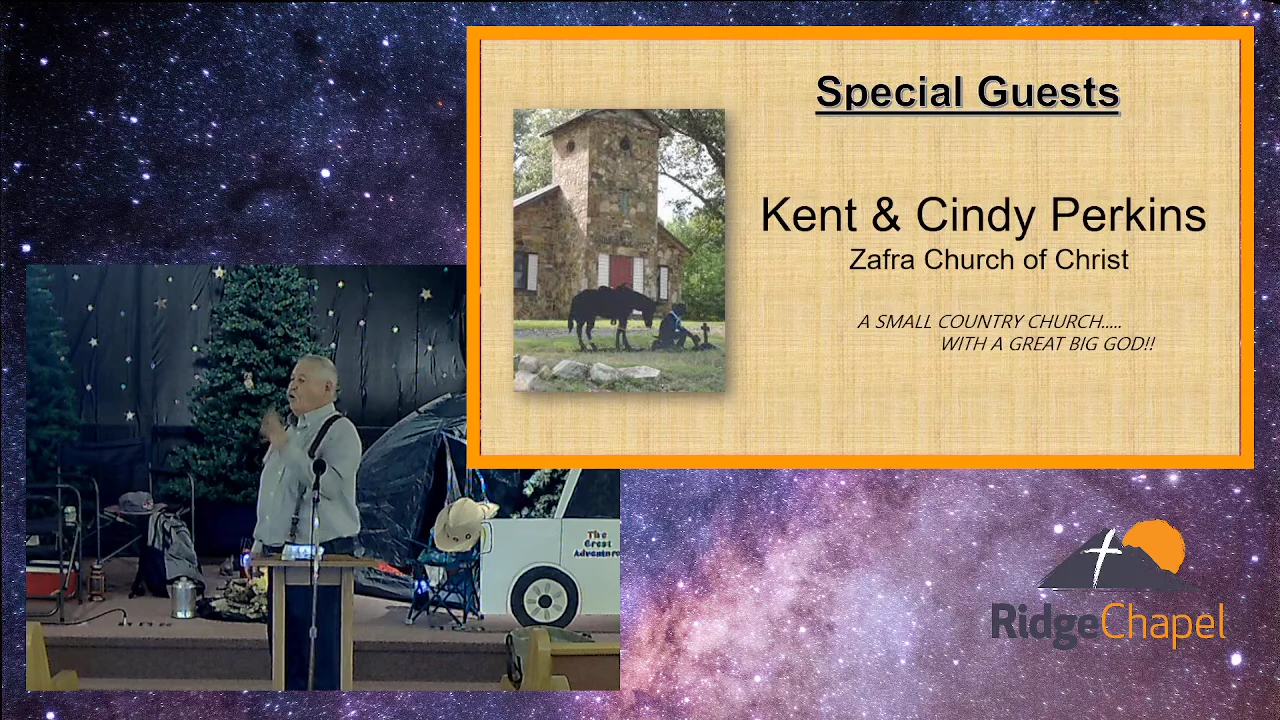 Special Guests
Kent & Cindy Perkins
Zafra Church of Christ
A SMALL COUNTRY CHURCH.....
WITH A GREAT BIG GOD!!
The
Great
Adventure
RidgeChapel